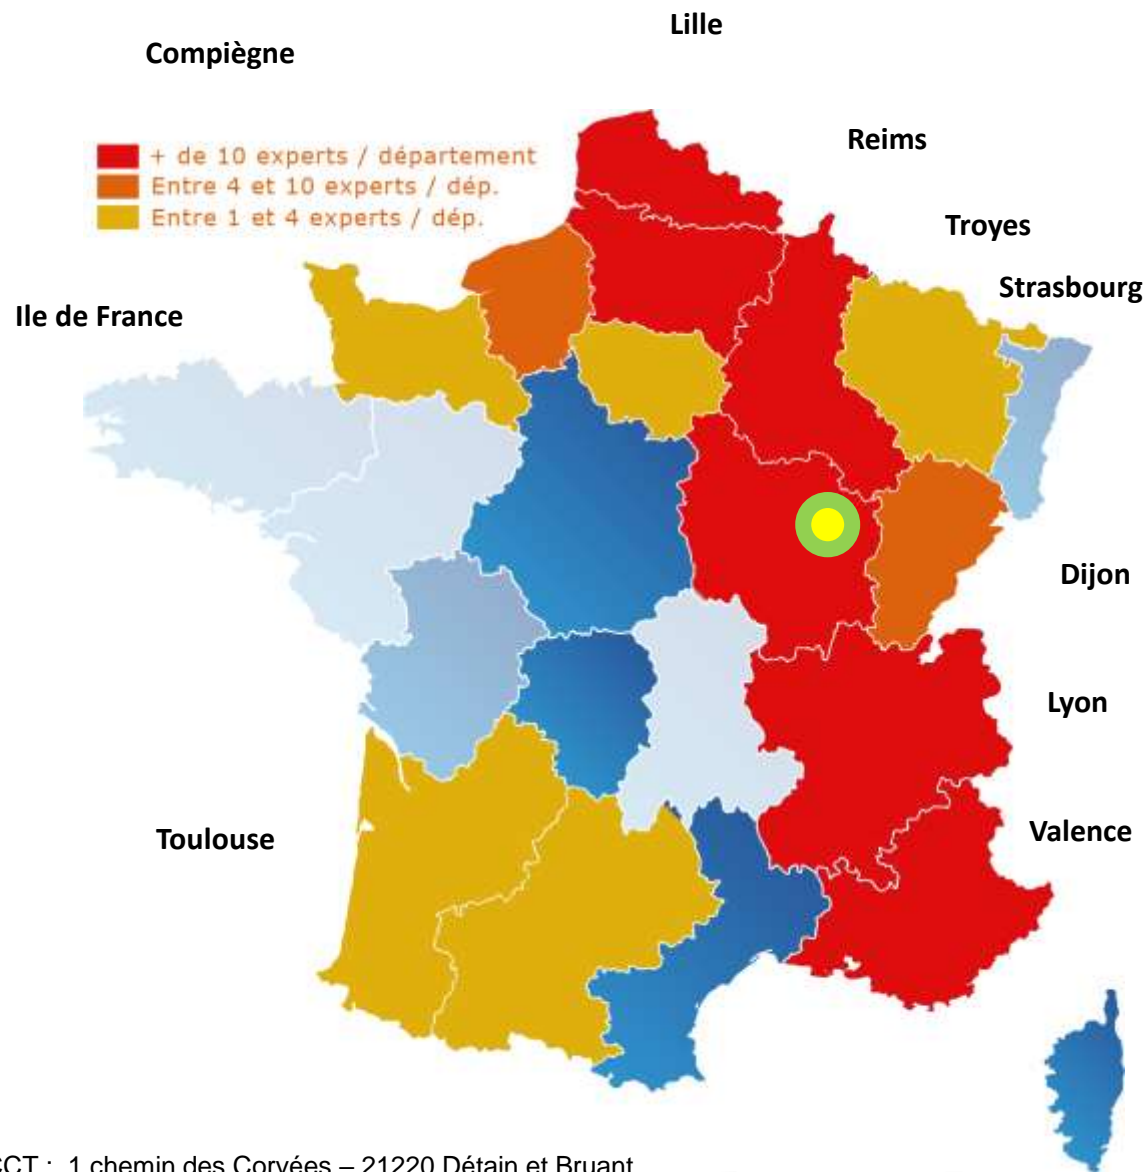 Lille
Compiègne
Reims
+ de 10 experts / département
Entre 4 et 10 experts / dép.
Entre 1 et 4 experts / dép.
Troyes
Strasbourg
Ile de France
Dijon
Lyon
Valence
Toulouse
CCT : 1 chemin des Corvées – 21220 Détain et Bruant